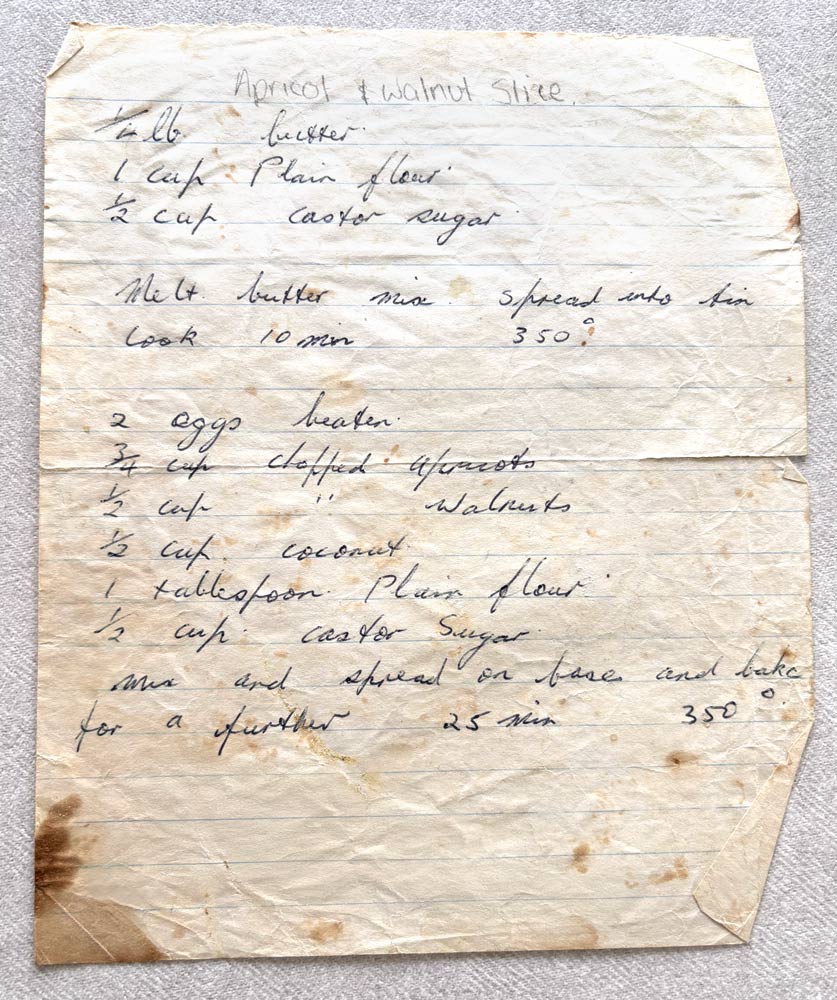 Apricot & Walnut Slice.
1/4 lb. butter.
1 cup Plain flour.
1/2 cup castor sugar.
Melt. butter mix. spread into tin
Cook 10 min 350°.
2 eggs beaten.
3/4 cup chopped apricots
1/2 cup " Walnuts
1/2 cup. coconut.
1 tablespoon. Plain flour.
1/2 cup. castor Sugar.
mix and spread on base and bake
for a further 25 min 350°.